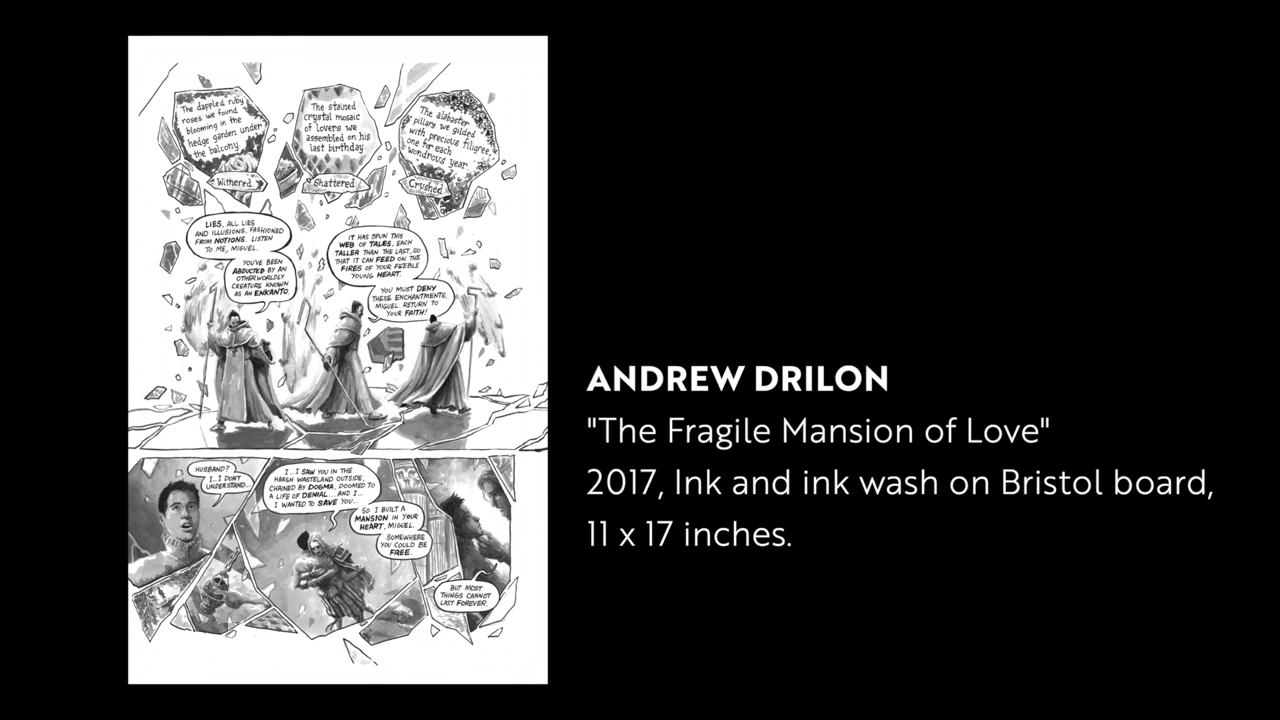 The dappled ruby
roses we found
blooming in the
hedge garden under
the balcony.
Withered.
The stained
crystal mosaic
of lovers we
assembled on his
last birthday.
Shattered.
The alabaster
pillars we gilded
with precious filigree,
one for each
wondrous year.
Crushed.
LIES, ALL LIES
AND ILLUSIONS, FASHIONED
FROM NOTIONS. LISTEN
TO ME, MIGUEL.
YOU'VE BEEN
ABDUCTED BY AN
OTHERWORLDLY
CREATURE KNOWN
AS AN ENKANTO.
IT HAS SPUN THIS
WEB OF TALES, EACH
TALLER THAN THE LAST, SO
THAT IT CAN FEED ON THE
FIRES OF YOUR FEEBLE
YOUNG HEART.
YOU MUST DENY
THESE ENCHANTMENTS,
MIGUEL. RETURN TO
YOUR FAITH!
HUSBAND?
I...I DON'T
UNDERSTAND...
I...I SAW YOU IN THE
HARSH WASTELAND OUTSIDE,
CHAINED BY DOGMA, DOOMED TO
A LIFE OF DENIAL... AND I...
I WANTED TO SAVE YOU...
SO I BUILT A
MANSION IN YOUR
HEART, MIGUEL.
SOMEWHERE
YOU COULD BE
FREE.
BUT MOST
THINGS CANNOT
LAST FOREVER.
ANDREW DRILON
"The Fragile Mansion of Love"
2017, Ink and ink wash on Bristol board,
11 x 17 inches.